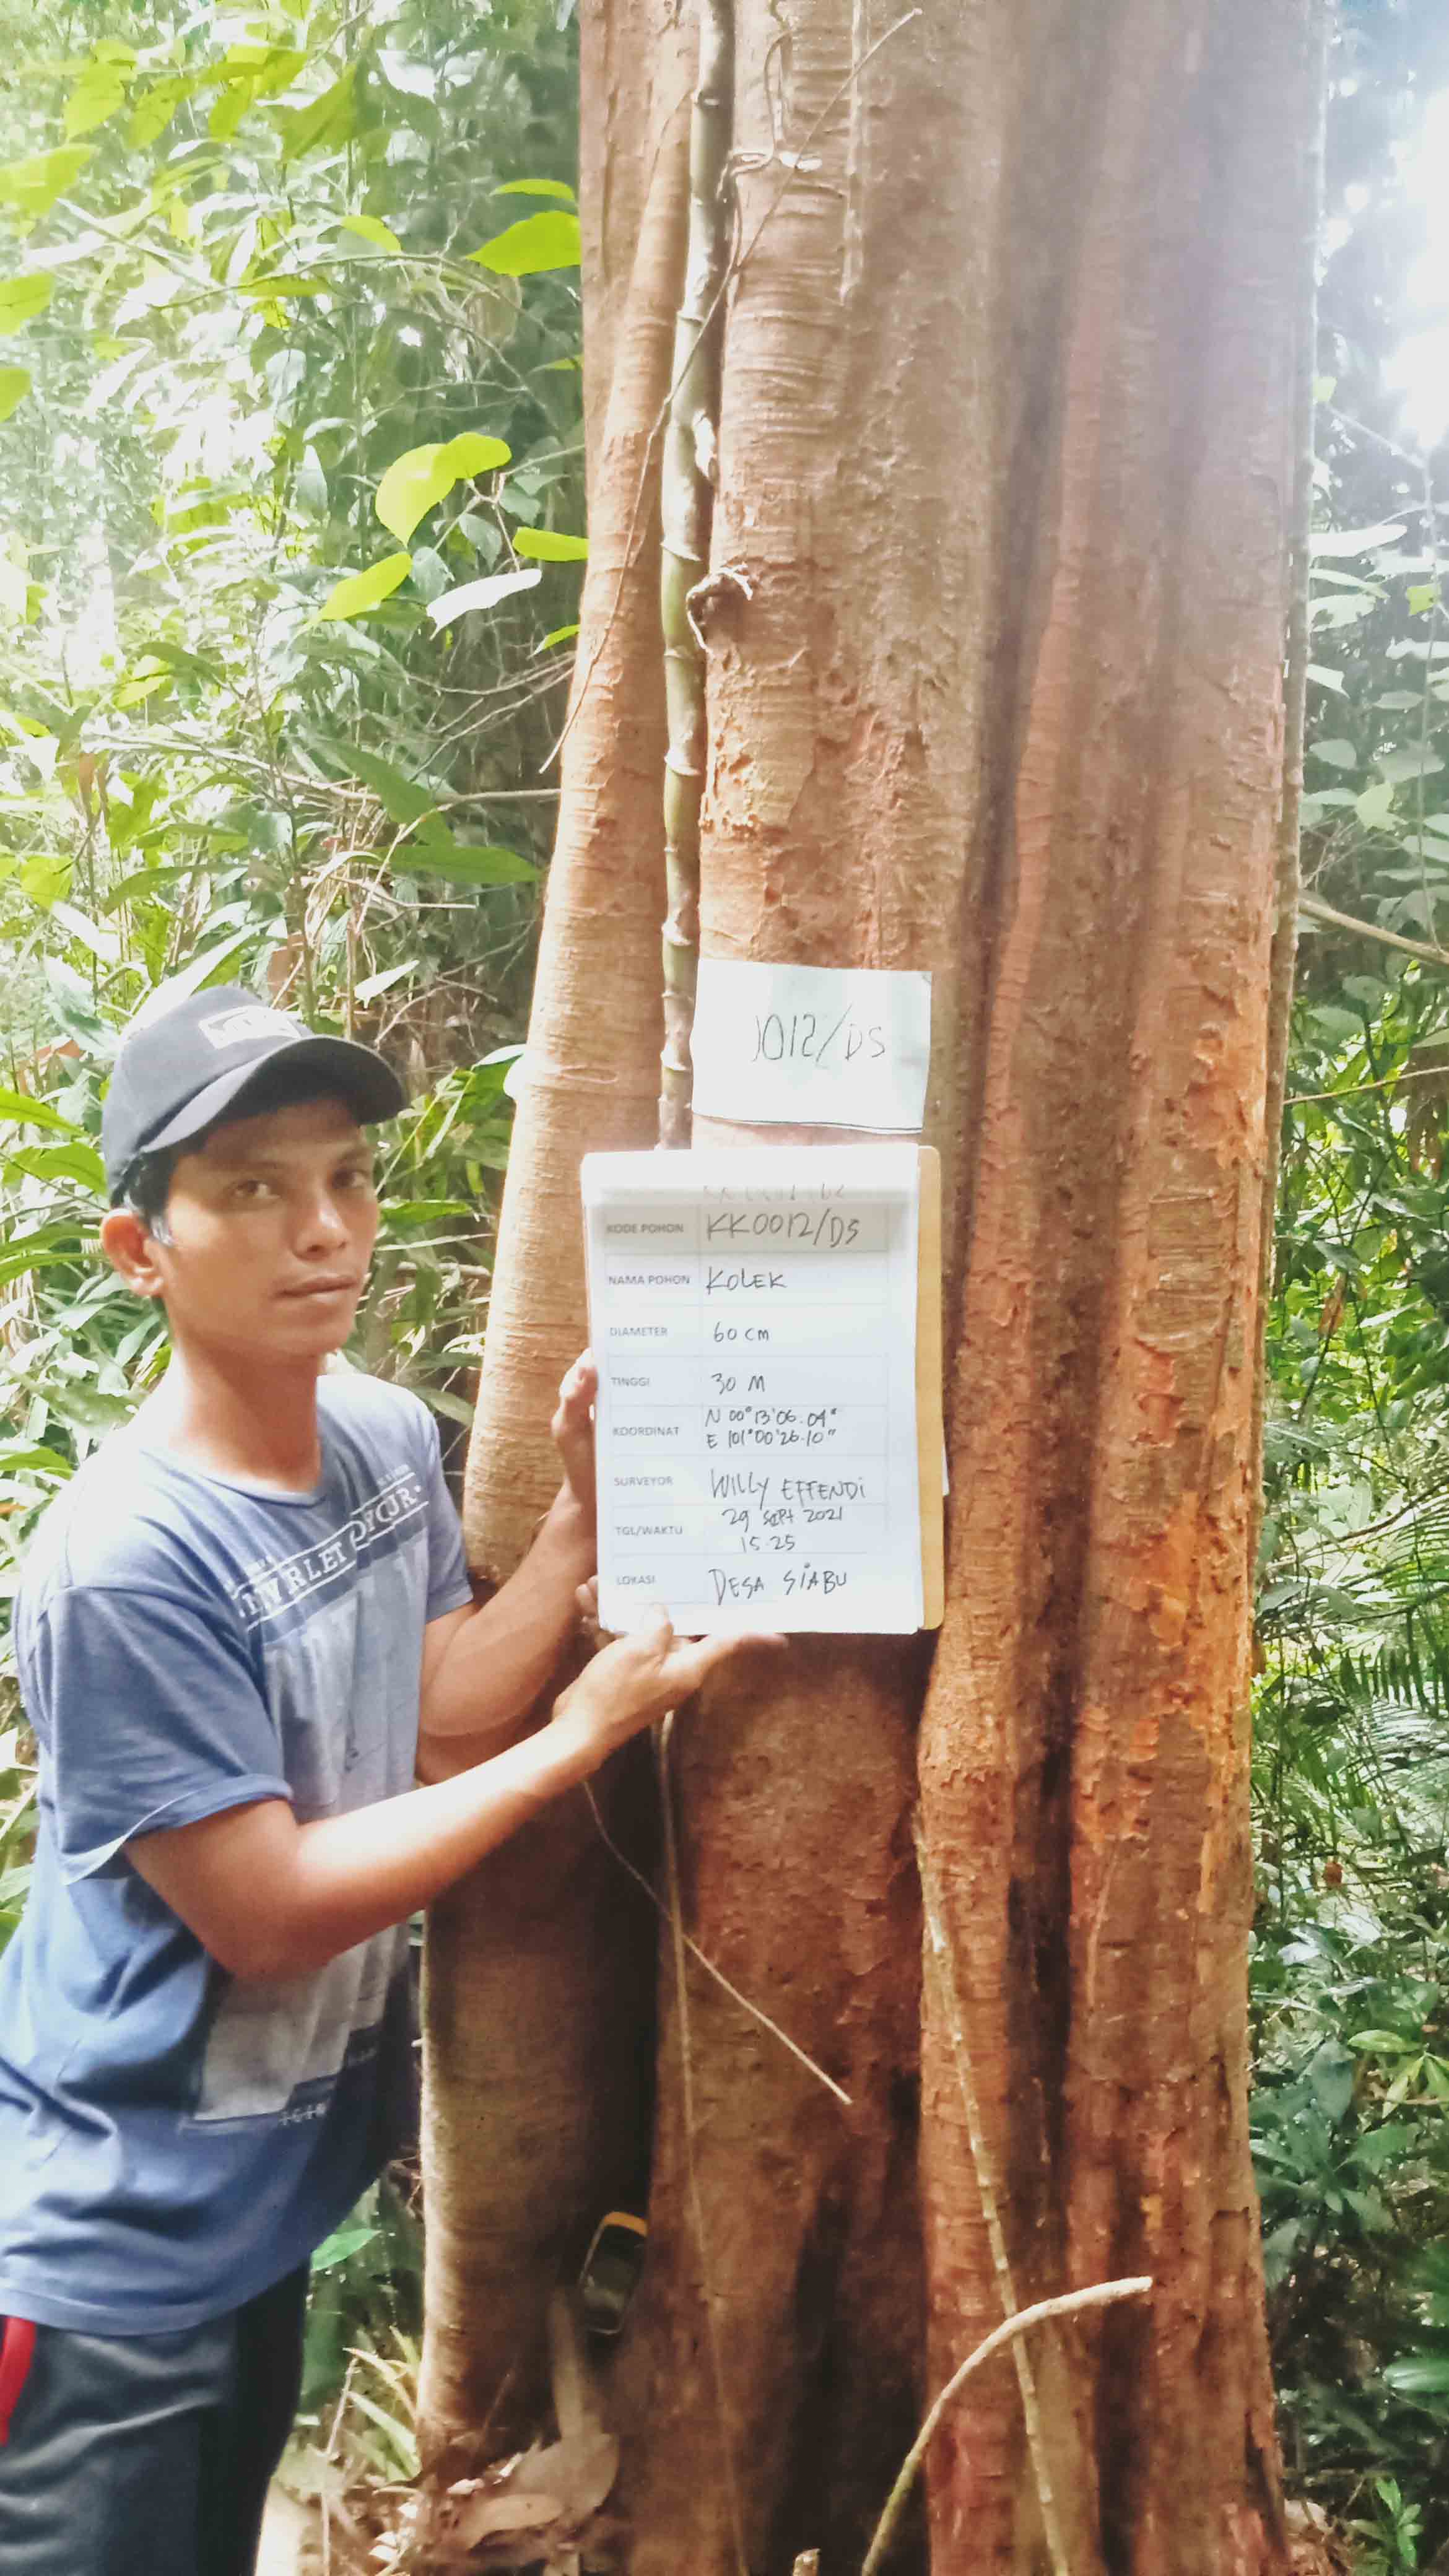 0012/DS
KODE POHON KK0012/DS
NAMA POHON KOLEK
DIAMETER 60 cm
TINGGI 30 M
KOORDINAT N 00°13'06.04"
E 101°00'26.10"
SURVEYOR WILLY EFFENDI
TGL/WAKTU 29 SEPT 2021
15.25
LOKASI DESA SIABU